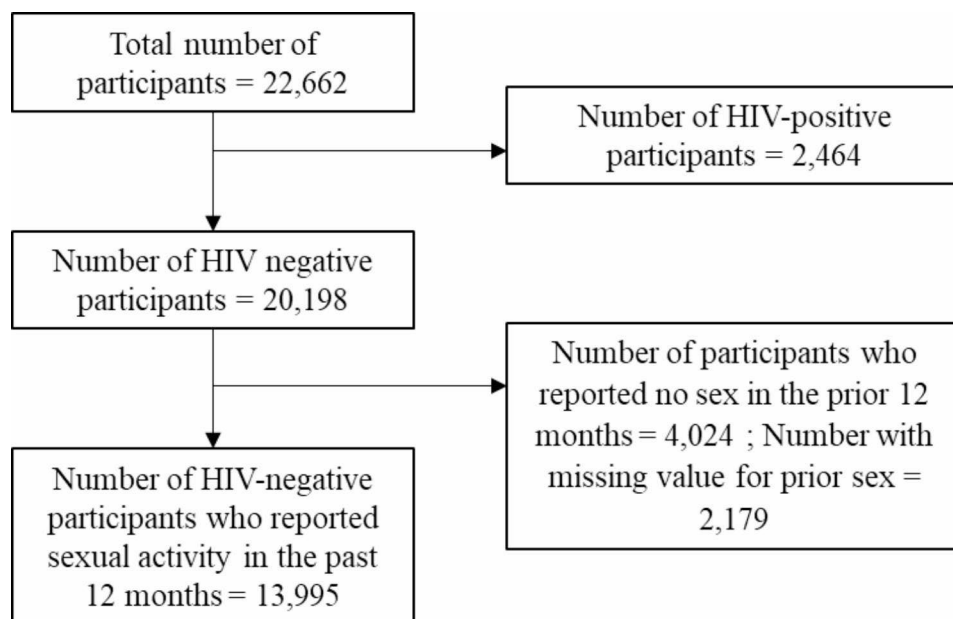 Total number of
participants = 22,662
Number of HIV-positive
participants = 2,464
Number of HIV negative
participants = 20,198
Number of participants who
reported no sex in the prior 12
months = 4,024 ; Number with
missing value for prior sex =
2,179
Number of HIV-negative
participants who reported
sexual activity in the past
12 months = 13,995